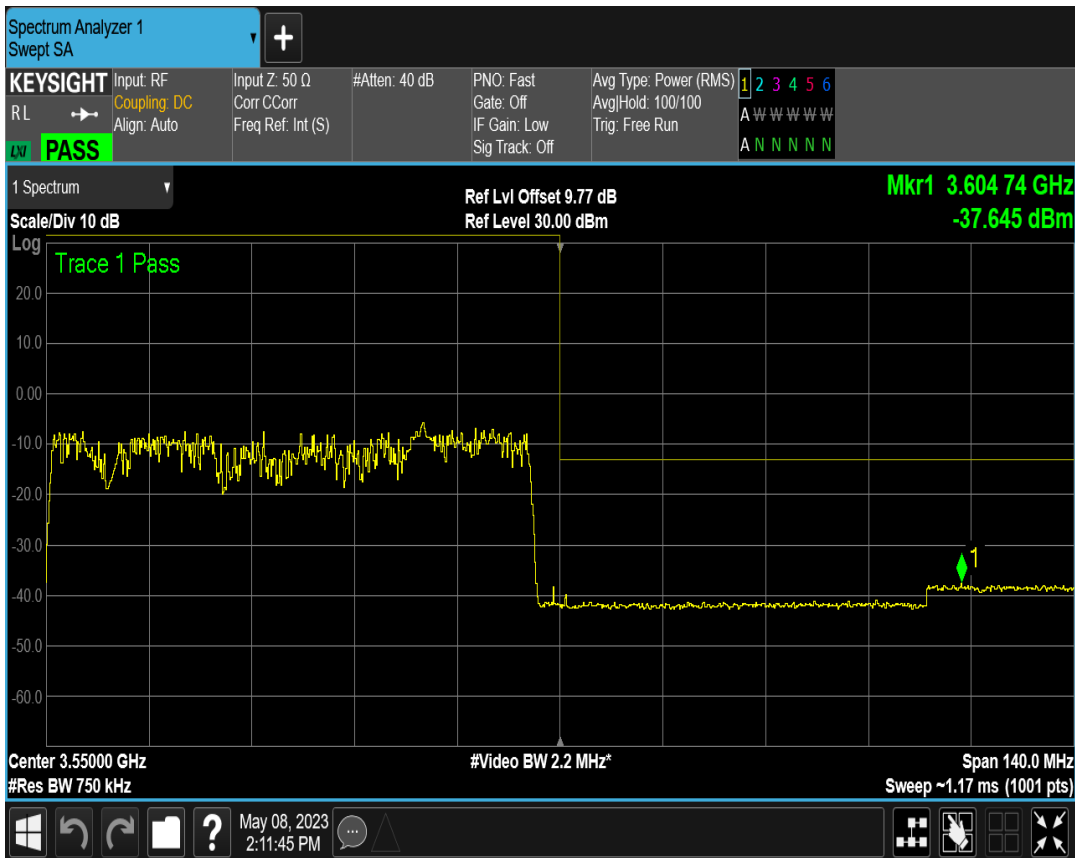 Spectrum Analyzer 1
Swept SA
+
KEYSIGHT
R L
LXI PASS
Input: RF
Coupling: DC
Align: Auto
Input Z: 50 Ω
Corr CCorr
Freq Ref: Int (S)
#Atten: 40 dB
PNO: Fast
Gate: Off
IF Gain: Low
Sig Track: Off
Avg Type: Power (RMS)
Avg|Hold: 100/100
Trig: Free Run
1 2 3 4 5 6
A W W W W W
A N N N N N
1 Spectrum
Scale/Div 10 dB
Ref Lvl Offset 9.77 dB
Ref Level 30.00 dBm
Mkr1 3.604 74 GHz
-37.645 dBm
Log
Trace 1 Pass
20.0
10.0
0.00
-10.0
-20.0
-30.0
1
-40.0
-50.0
-60.0
Center 3.55000 GHz
#Res BW 750 kHz
#Video BW 2.2 MHz*
Span 140.0 MHz
Sweep ~1.17 ms (1001 pts)
?
May 08, 2023
2:11:45 PM